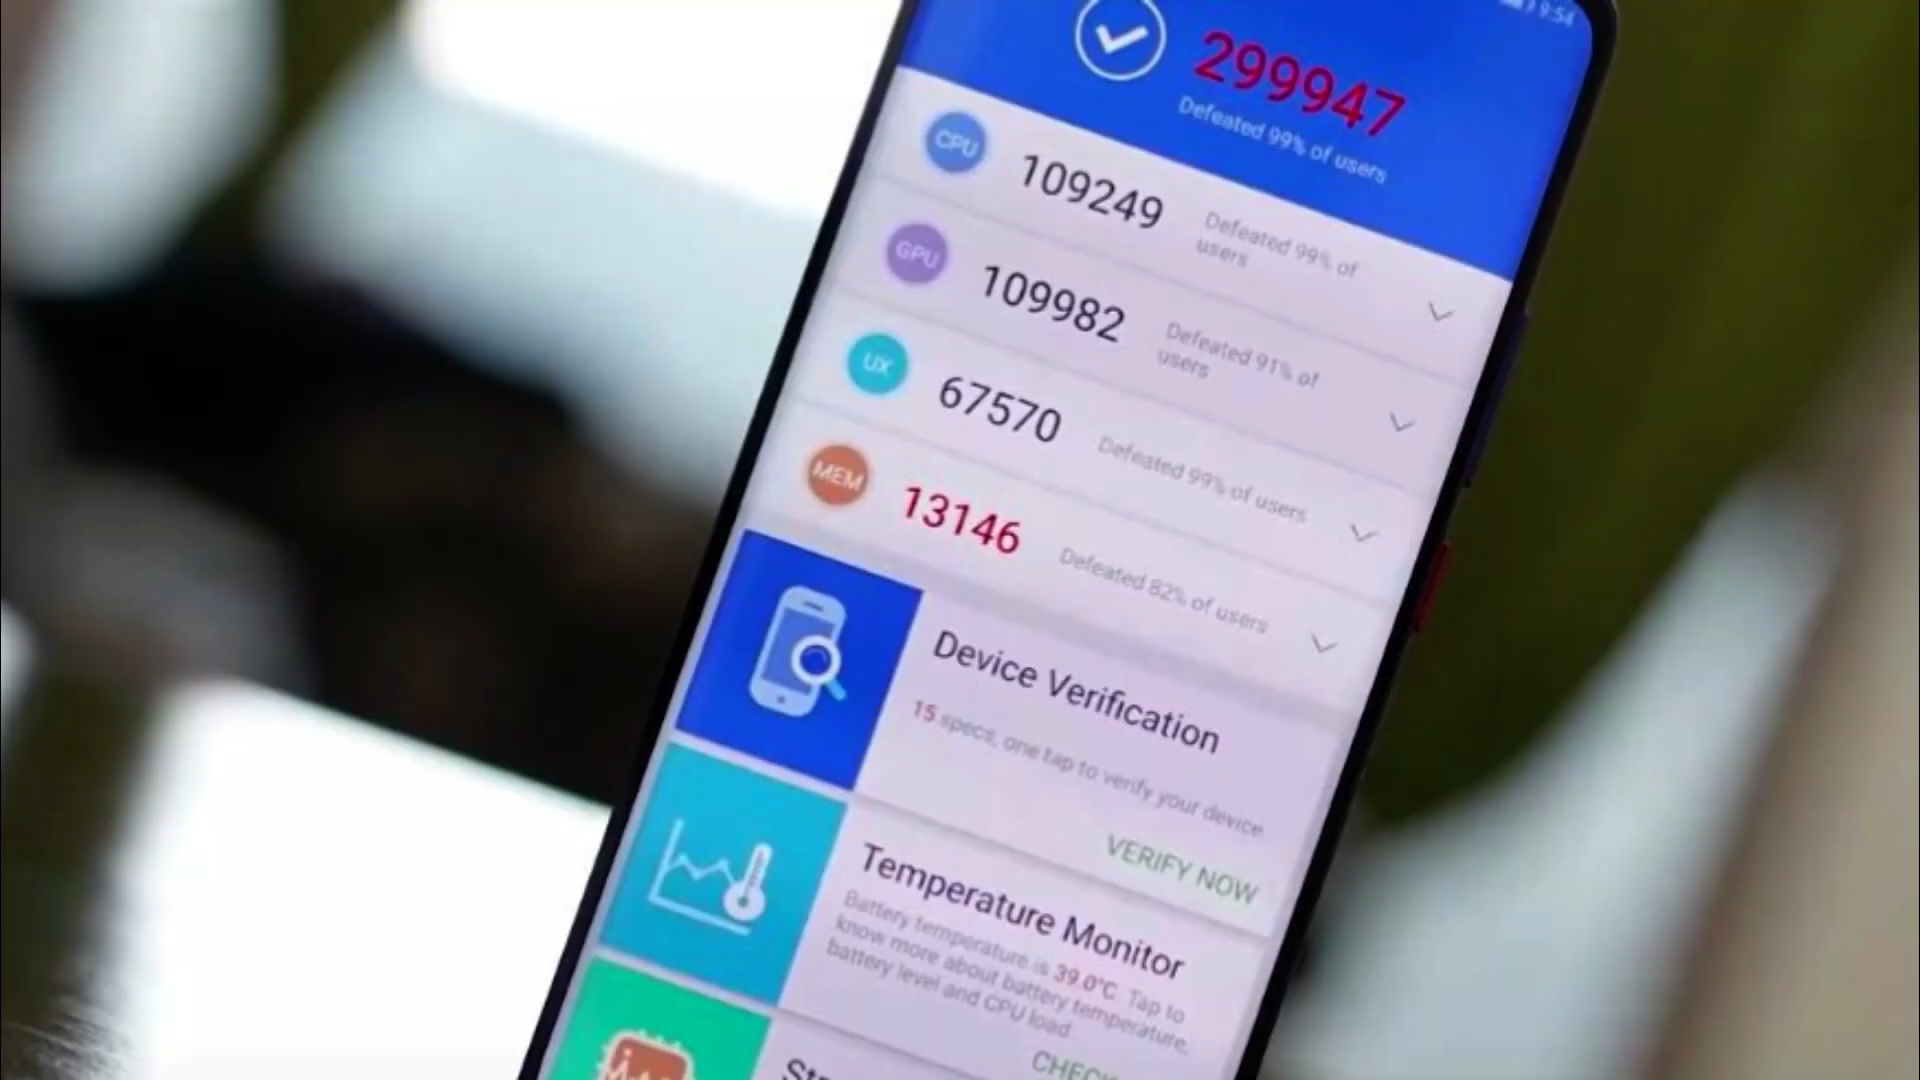 9:54
299947
Defeated 99% of users
CPU
109249
Defeated 99% of
users
GPU
109982
Defeated 91% of
users
UX
67570
Defeated 99% of users
MEM
13146
Defeated 82% of users
Device Verification
15 specs, one tap to verify your device
VERIFY NOW
Temperature Monitor
Battery temperature is 39.0°C Tap to
know more about battery temperature,
battery level and CPU load